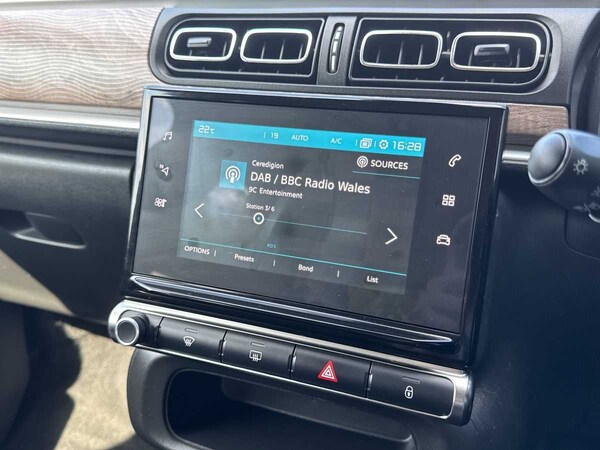 22°C | 19 AUTO A/C | 16:28
Ceredigion SOURCES
DAB / BBC Radio Wales
9C Entertainment
Station 3/ 6
RDS
OPTIONS | Presets | Band | List